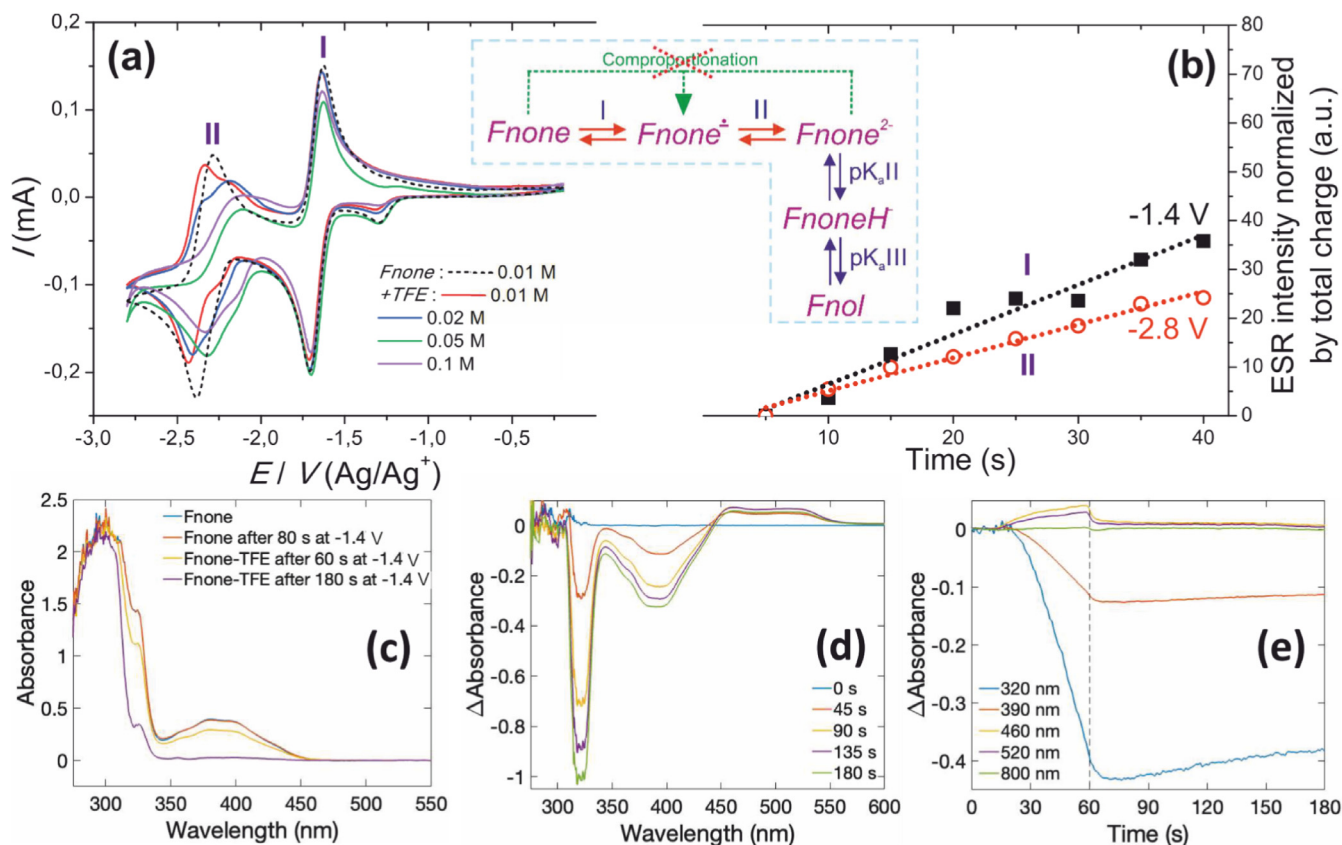 (a)
0,2
0,1
0,0
-0,1
0,2
I (mA)
I
II
Fnone : 0.01 M
+TFE : 0.01 M
0.02 M
0.05 M
0.1 M
-3,0 -2,5 -2,0 -1,5 -1,0 -0,5
E / V (Ag/Ag⁺)
Comproportionation
I II
Fnone Fnone∸ Fnone²⁻
pKₐII
FnoneH⁻
pKₐIII
Fnol
(b)
80
70
60
50
40
30
20
10
0
ESR intensity normalized
by total charge (a.u.)
-1.4 V
I
-2.8 V
II
10 20 30 40
Time (s)
2.5
2
1.5
1
0.5
0
Absorbance
Fnone
Fnone after 80 s at -1.4 V
Fnone-TFE after 60 s at -1.4 V
Fnone-TFE after 180 s at -1.4 V
(c)
300 350 400 450 500 550
Wavelength (nm)
0
-0.2
-0.4
-0.6
-0.8
-1
ΔAbsorbance
(d)
0 s
45 s
90 s
135 s
180 s
300 350 400 450 500 550 600
Wavelength (nm)
0
-0.1
-0.2
-0.3
-0.4
ΔAbsorbance
(e)
320 nm
390 nm
460 nm
520 nm
800 nm
0 30 60 90 120 150 180
Time (s)